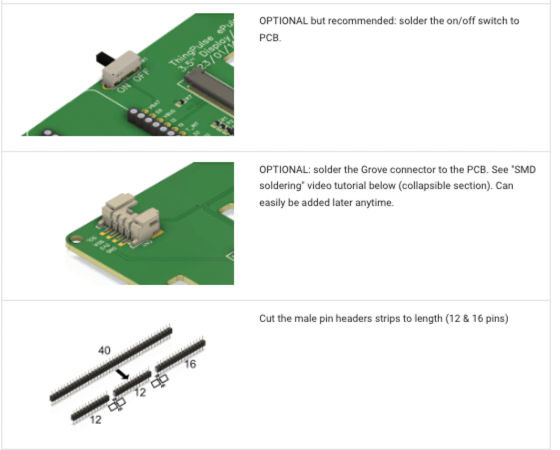 OPTIONAL but recommended: solder the on/off switch to
PCB.
ThingPulse ePul
3.5" Display/
23/01/1
ON OFF
OPTIONAL: solder the Grove connector to the PCB. See "SMD
soldering" video tutorial below (collapsible section). Can
easily be added later anytime.
Cut the male pin headers strips to length (12 & 16 pins)
40
16
12
12